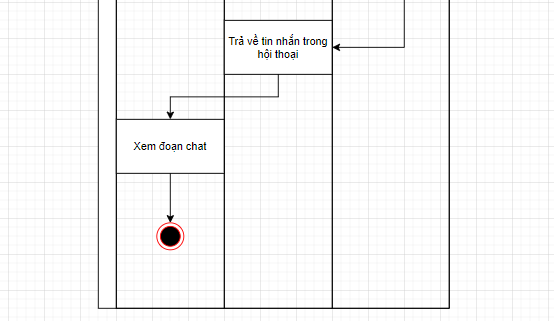 Trả về tin nhắn trong
hội thoại
Xem đoạn chat